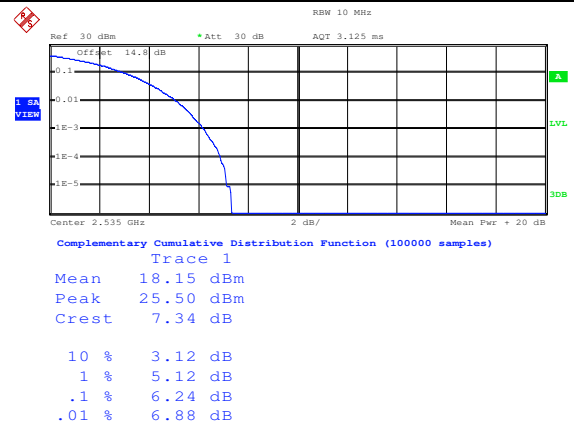 RBW 10 MHz
Ref 30 dBm *Att 30 dB AQT 3.125 ms
Offset 14.8 dB
0.1
A
1 SA
0.01
VIEW
1E-3
LVL
1E-4
1E-5
3DB
Center 2.535 GHz 2 dB/ Mean Pwr + 20 dB
Complementary Cumulative Distribution Function (100000 samples)
Trace 1
Mean 18.15 dBm
Peak 25.50 dBm
Crest 7.34 dB
10 % 3.12 dB
1 % 5.12 dB
.1 % 6.24 dB
.01 % 6.88 dB